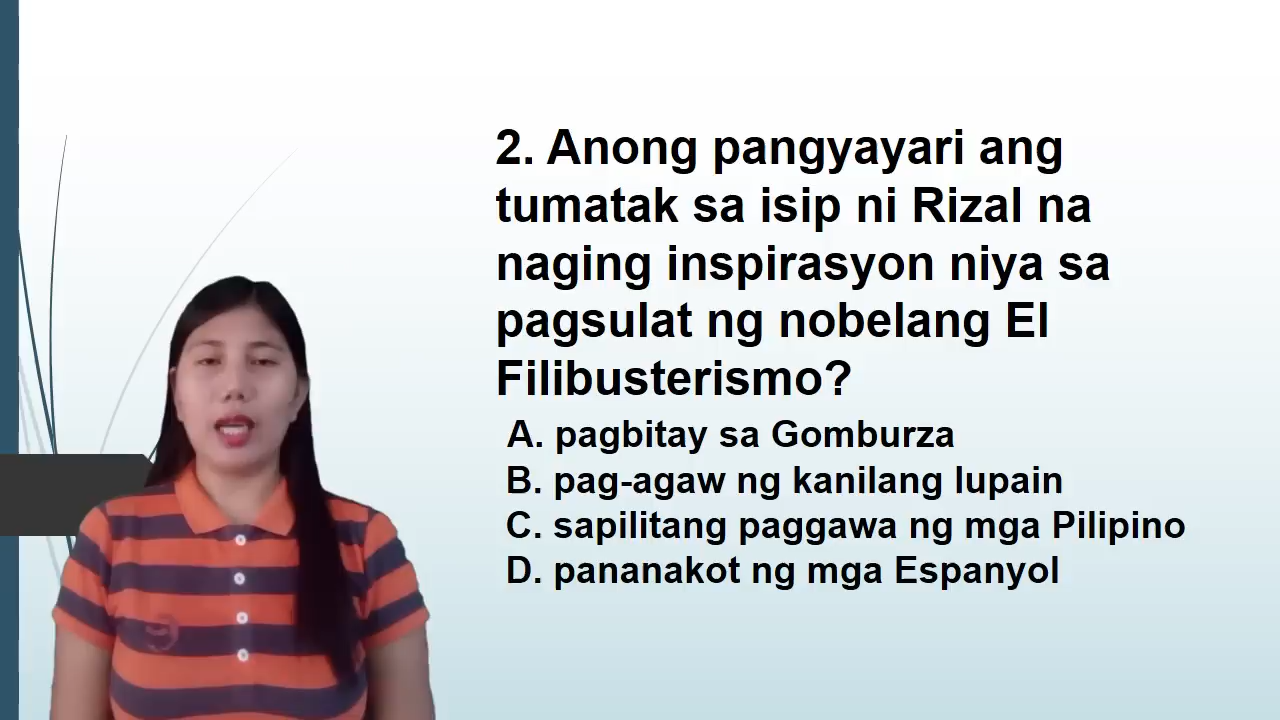 2. Anong pangyayari ang
tumatak sa isip ni Rizal na
naging inspirasyon niya sa
pagsulat ng nobelang El
Filibusterismo?
A. pagbitay sa Gomburza
B. pag-agaw ng kanilang lupain
C. sapilitang paggawa ng mga Pilipino
D. pananakot ng mga Espanyol